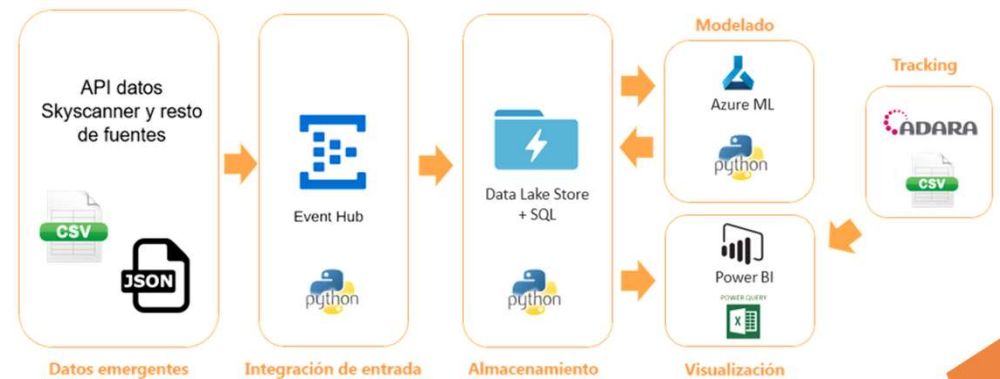 API datos
Skyscanner y resto
de fuentes
CSV
JSON
Datos emergentes
Event Hub
python
Integración de entrada
Data Lake Store
+ SQL
python
Almacenamiento
Modelado
Azure ML
python
Power BI
POWER QUERY
X
Visualización
Tracking
ADARA
CSV